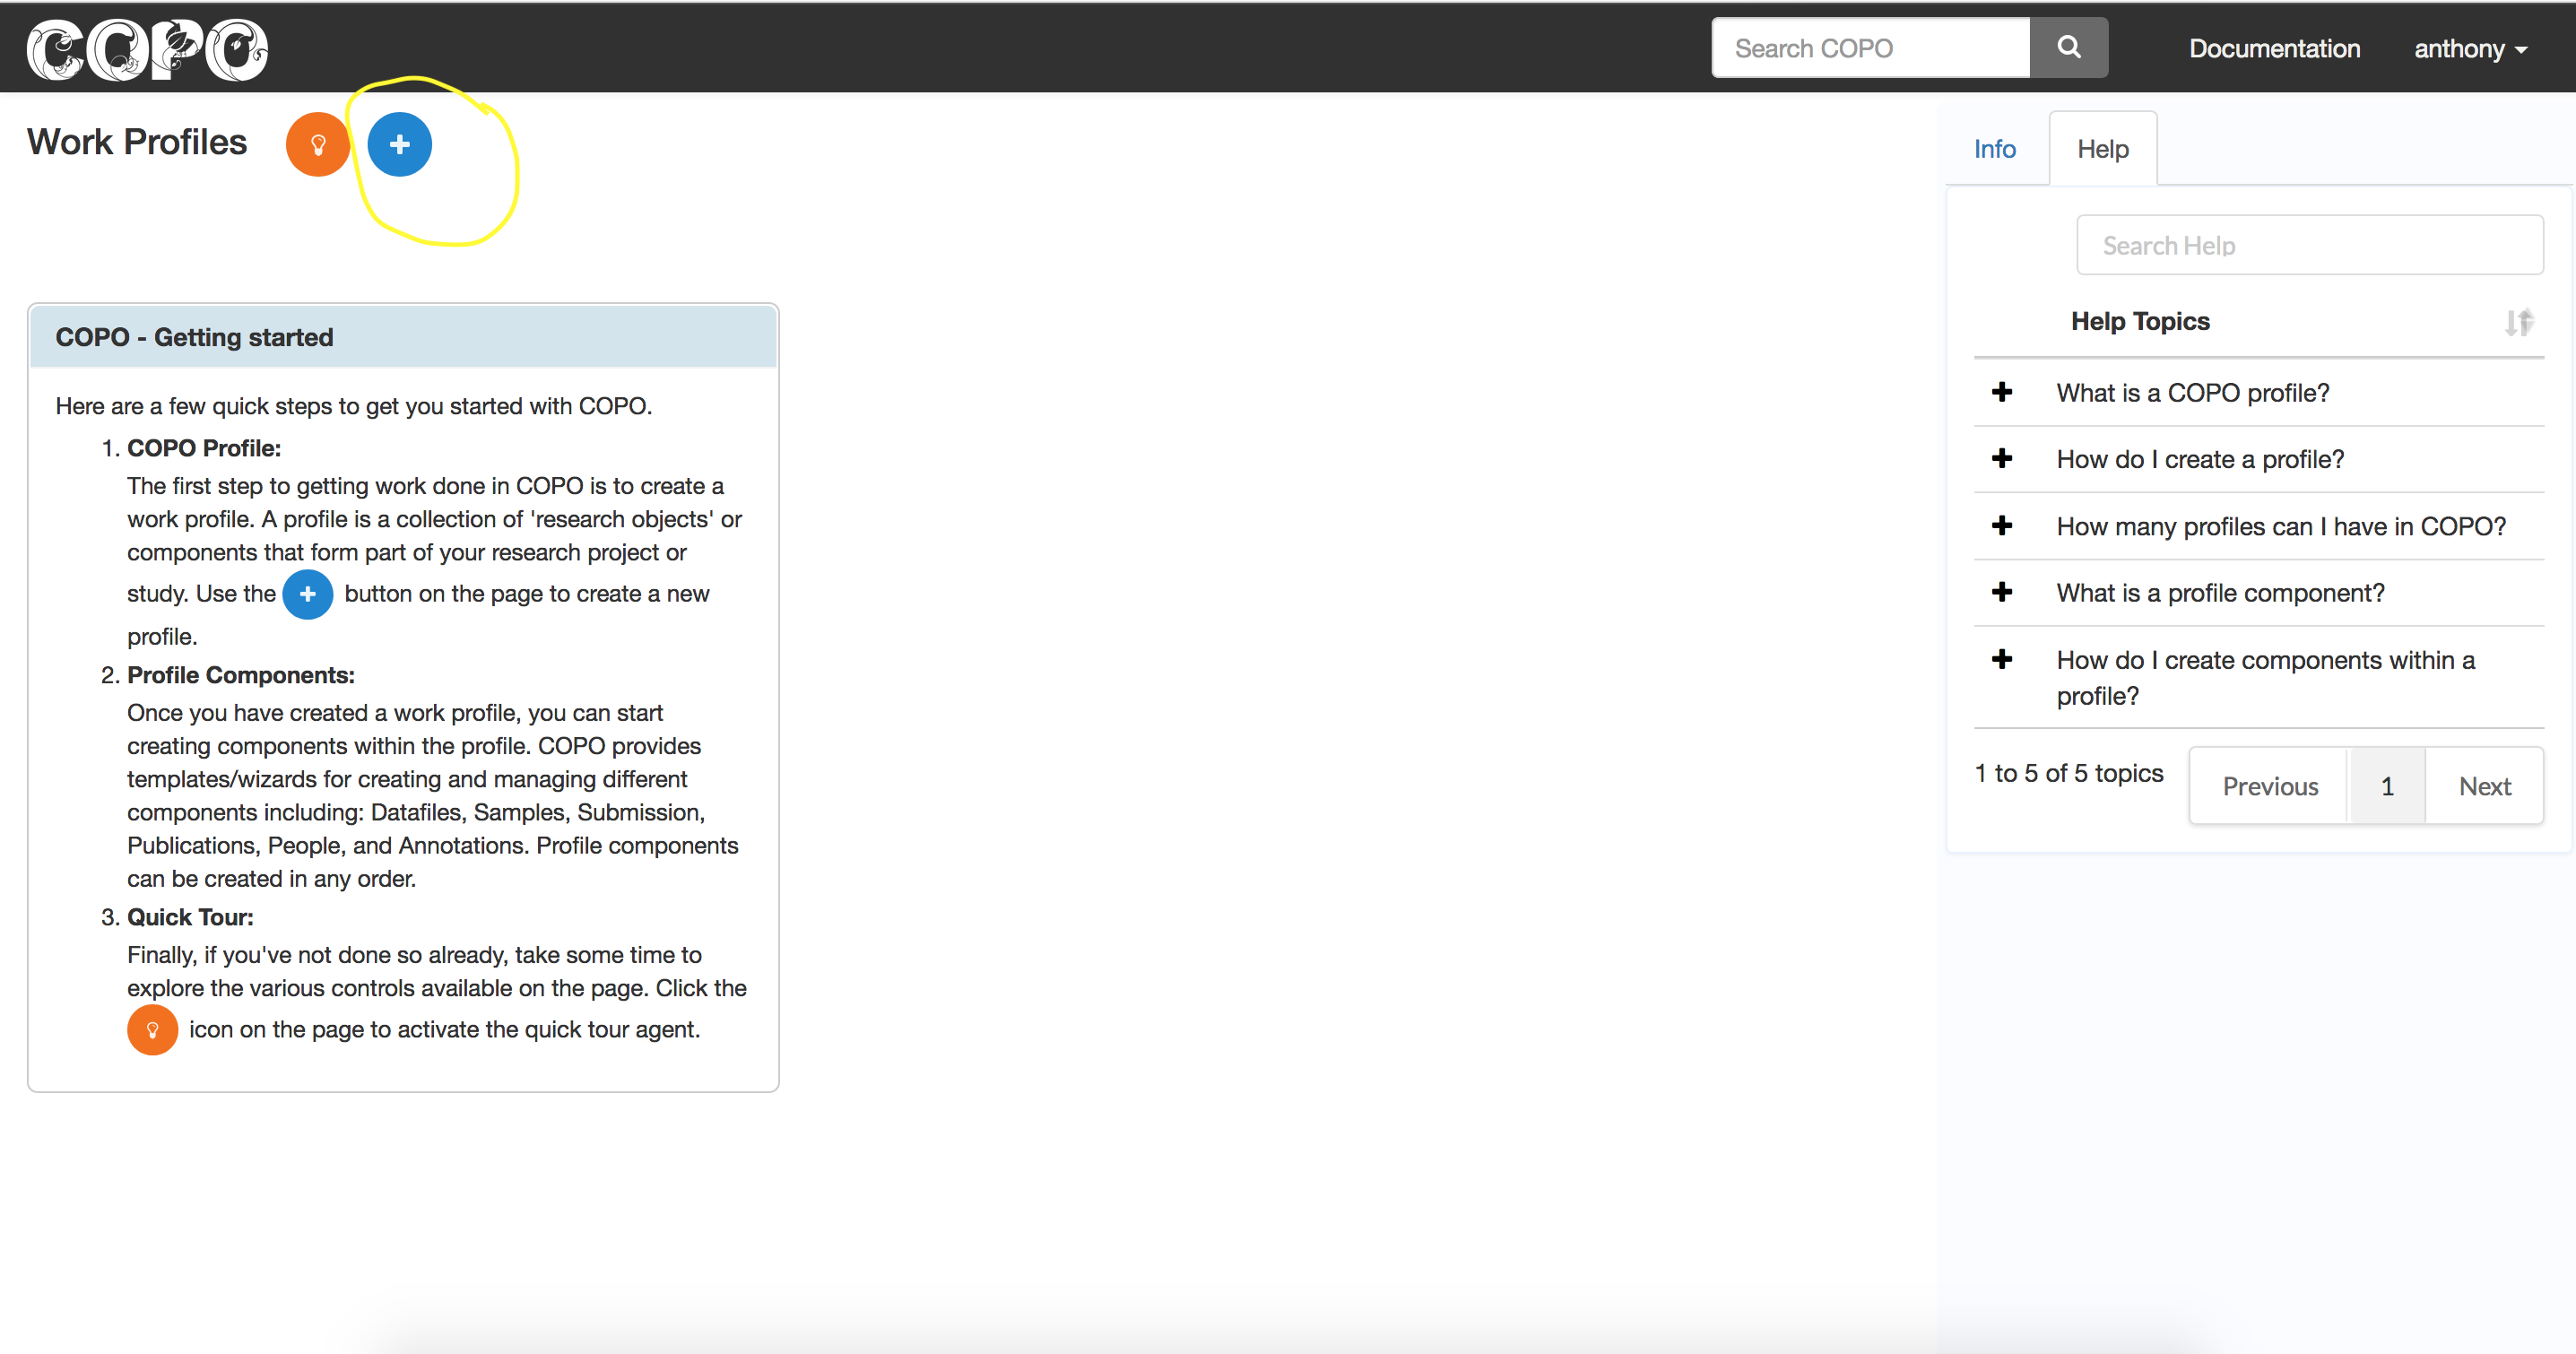 COPO
Search COPO
Documentation
anthony
Work Profiles
Info
Help
COPO - Getting started
Here are a few quick steps to get you started with COPO.
1. COPO Profile:
The first step to getting work done in COPO is to create a
work profile. A profile is a collection of 'research objects' or
components that form part of your research project or
study. Use the + button on the page to create a new
profile.
2. Profile Components:
Once you have created a work profile, you can start
creating components within the profile. COPO provides
templates/wizards for creating and managing different
components including: Datafiles, Samples, Submission,
Publications, People, and Annotations. Profile components
can be created in any order.
3. Quick Tour:
Finally, if you've not done so already, take some time to
explore the various controls available on the page. Click the
icon on the page to activate the quick tour agent.
Search Help
Help Topics
What is a COPO profile?
How do I create a profile?
How many profiles can I have in COPO?
What is a profile component?
How do I create components within a
profile?
1 to 5 of 5 topics
Previous
1
Next